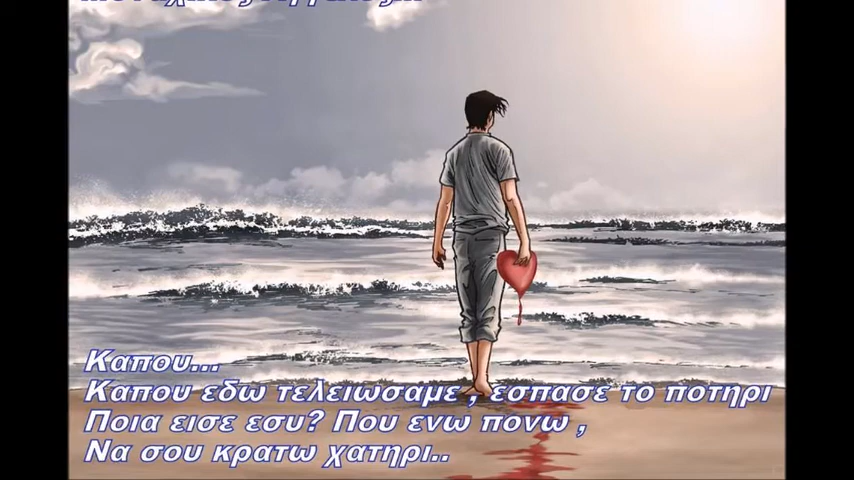 Καπου...
Καπου εδω τελειωσαμε , εσπασε το ποτηρι
Ποια εισε εσυ? Που ενω πονω ,
Να σου κρατω χατηρι..